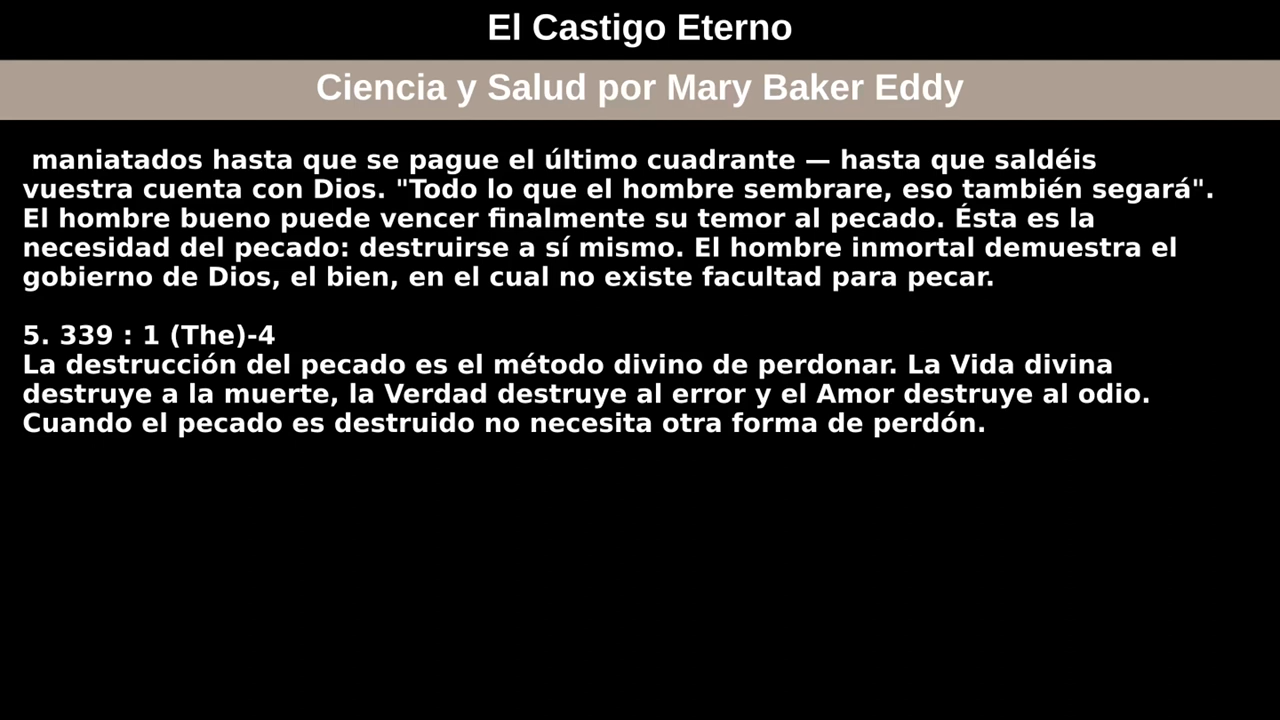 El Castigo Eterno
Ciencia y Salud por Mary Baker Eddy
maniatados hasta que se pague el último cuadrante — hasta que saldéis
vuestra cuenta con Dios. "Todo lo que el hombre sembrare, eso también segará".
El hombre bueno puede vencer finalmente su temor al pecado. Ésta es la
necesidad del pecado: destruirse a sí mismo. El hombre inmortal demuestra el
gobierno de Dios, el bien, en el cual no existe facultad para pecar.
5. 339 : 1 (The)-4
La destrucción del pecado es el método divino de perdonar. La Vida divina
destruye a la muerte, la Verdad destruye al error y el Amor destruye al odio.
Cuando el pecado es destruido no necesita otra forma de perdón.